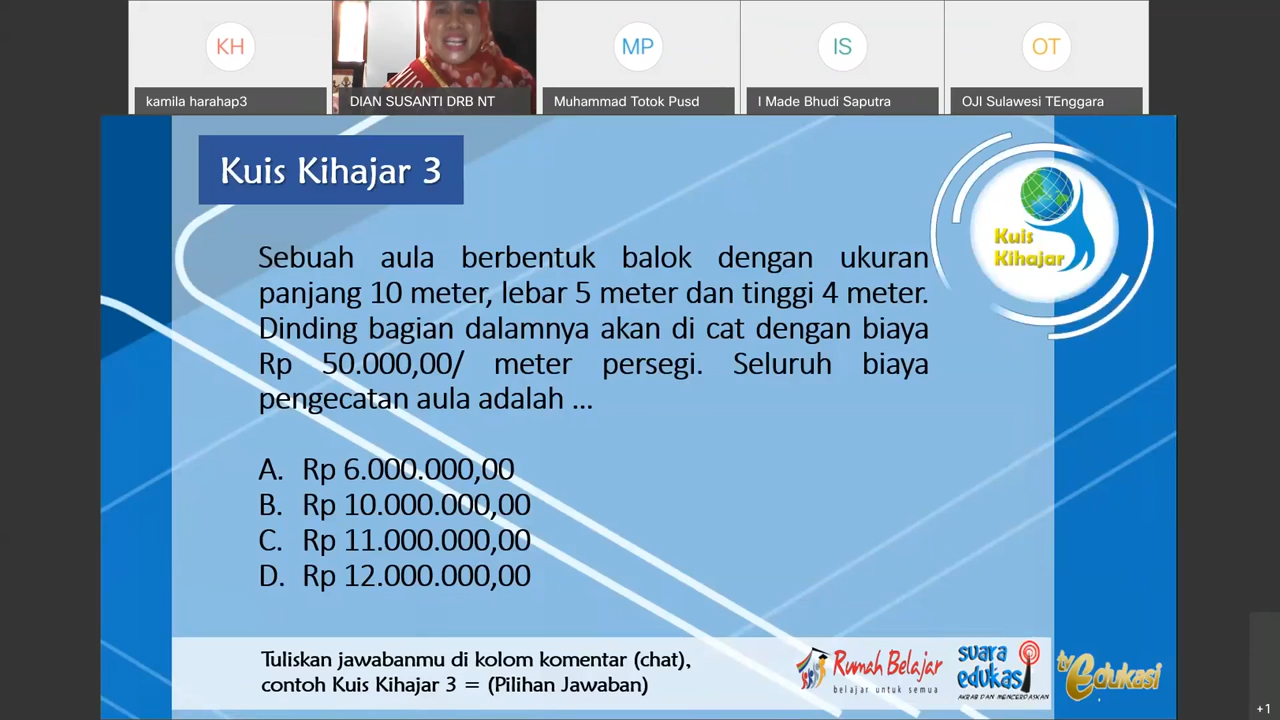 KH
MP
IS
OT
kamila harahap3
DIAN SUSANTI DRB NT
Muhammad Totok Pusd
I Made Bhudi Saputra
OJI Sulawesi TEnggara
Kuis Kihajar 3
Kuis
Kihajar
Sebuah aula berbentuk balok dengan ukuran
panjang 10 meter, lebar 5 meter dan tinggi 4 meter.
Dinding bagian dalamnya akan di cat dengan biaya
Rp 50.000,00/ meter persegi. Seluruh biaya
pengecatan aula adalah ...
A. Rp 6.000.000,00
B. Rp 10.000.000,00
C. Rp 11.000.000,00
D. Rp 12.000.000,00
Tuliskan jawabanmu di kolom komentar (chat),
contoh Kuis Kihajar 3 = (Pilihan Jawaban)
Rumah Belajar
belajar untuk semua
suara
edukasi
AKRAB DAN MENCERDASKAN
tv edukasi
+1